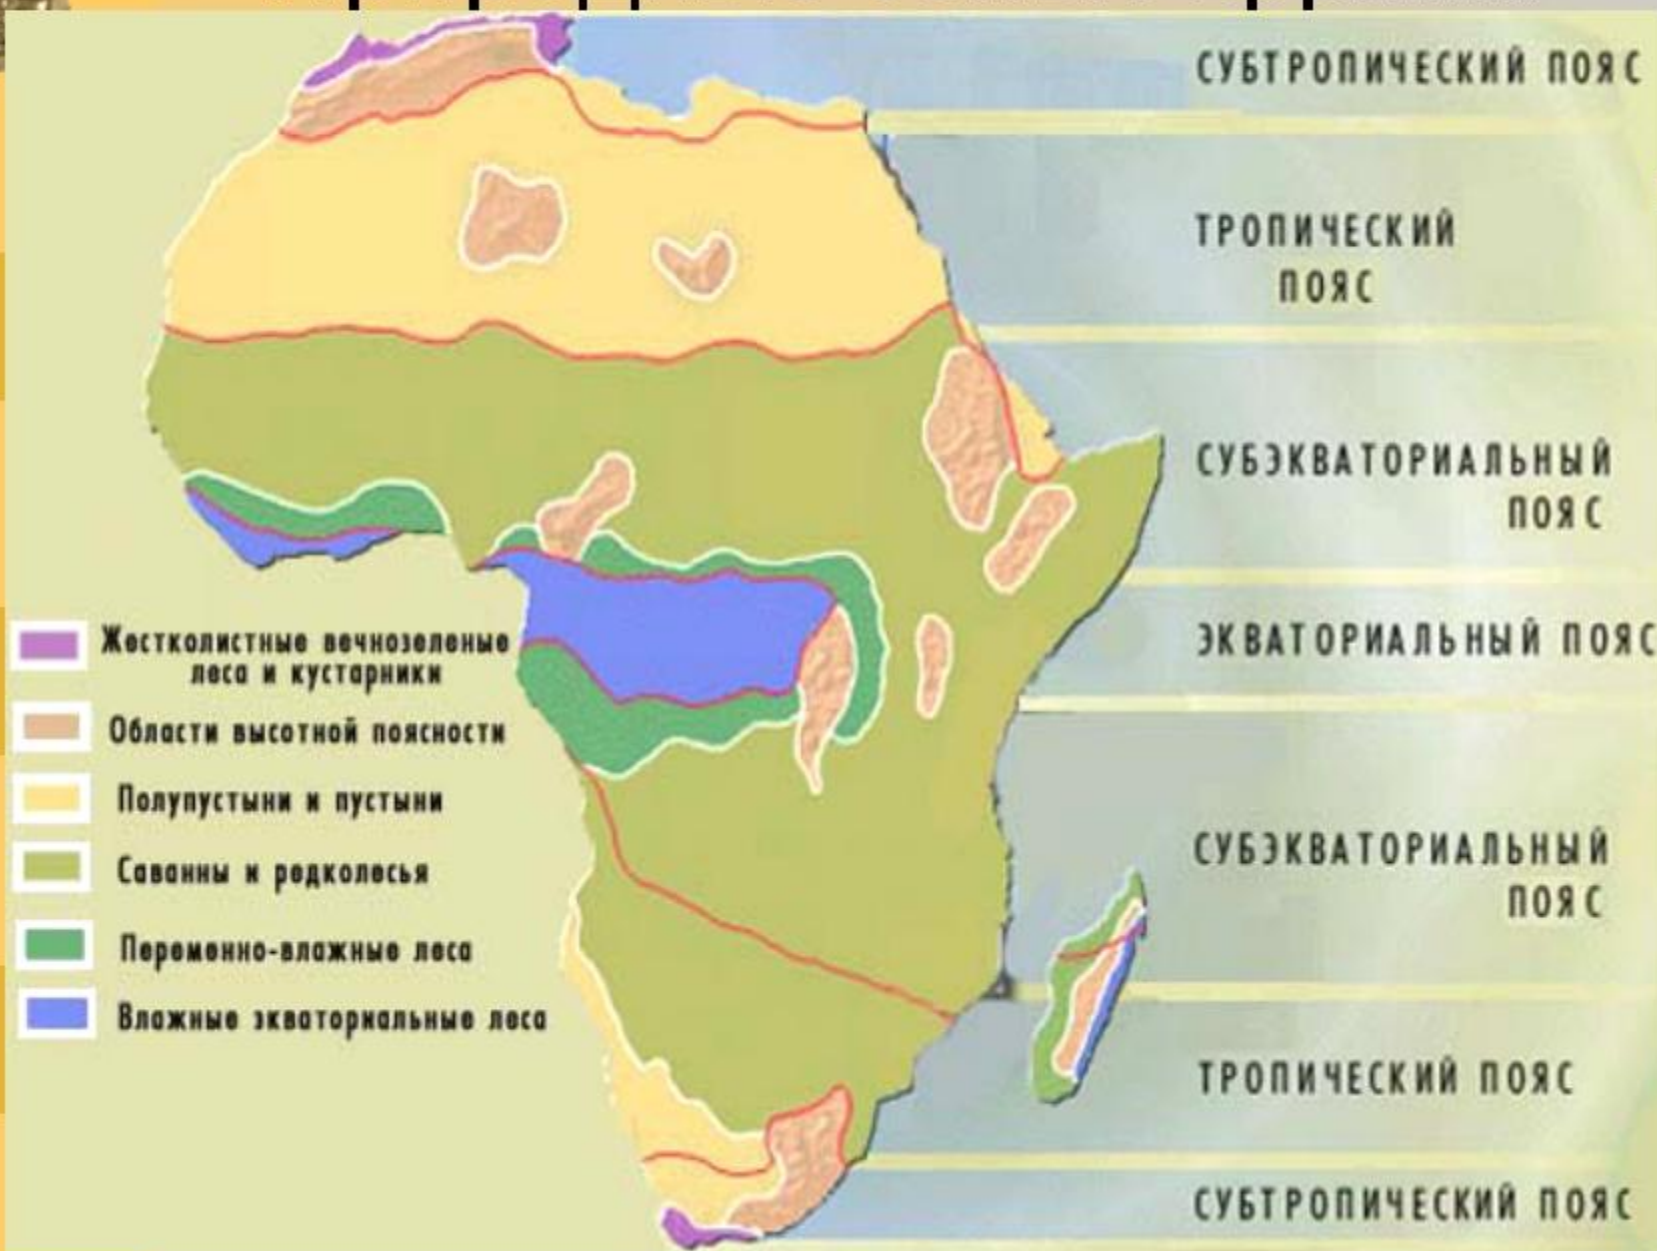 СУБТРОПИЧЕСКИЙ ПОЯС
ТРОПИЧЕСКИЙ
ПОЯС
СУБЭКВАТОРИАЛЬНЫЙ
ПОЯС
ЭКВАТОРИАЛЬНЫЙ ПОЯС
СУБЭКВАТОРИАЛЬНЫЙ
ПОЯС
ТРОПИЧЕСКИЙ ПОЯС
СУБТРОПИЧЕСКИЙ ПОЯС
Жестколистные вечнозеленые
леса и кустарники
Области высотной поясности
Полупустыни и пустыни
Саванны и редколесья
Переменно-влажные леса
Влажные экваториальные леса